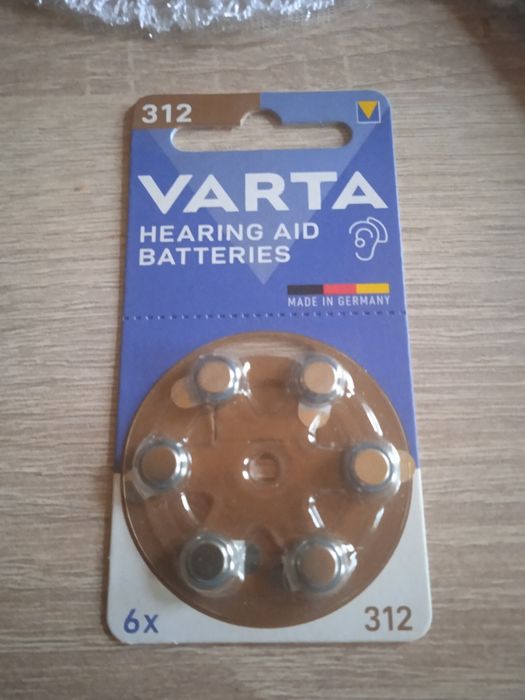 312
VARTA
HEARING AID
BATTERIES
MADE IN GERMANY
6x
312